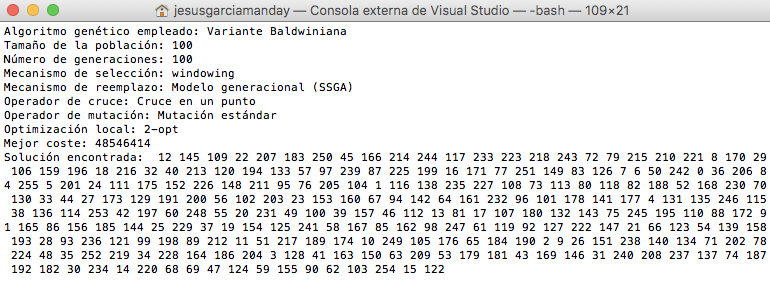 jesusgarciamanday — Consola externa de Visual Studio — -bash — 109×21
Algoritmo genético empleado: Variante Baldwiniana
Tamaño de la población: 100
Número de generaciones: 100
Mecanismo de selección: windowing
Mecanismo de reemplazo: Modelo generacional (SSGA)
Operador de cruce: Cruce en un punto
Operador de mutación: Mutación estándar
Optimización local: 2-opt
Mejor coste: 48546414
Solución encontrada:  12 145 109 22 207 183 250 45 166 214 244 117 233 223 218 243 72 79 215 210 221 8 170 29
 106 159 196 18 216 32 40 213 120 194 133 57 97 239 87 225 199 16 171 77 251 149 83 126 7 6 50 242 0 36 206 8
4 255 5 201 24 111 175 152 226 148 211 95 76 205 104 1 116 138 235 227 108 73 113 80 118 82 188 52 168 230 70
 130 33 44 27 173 129 191 200 56 102 203 23 153 160 67 94 142 64 161 232 96 101 178 141 177 4 131 135 246 115
 38 136 114 253 42 197 60 248 55 20 231 49 100 39 157 46 112 13 81 17 107 180 132 143 75 245 195 110 88 172 9
1 165 86 156 185 144 25 229 37 19 154 125 241 58 167 85 162 98 247 61 119 92 127 222 147 21 66 123 54 139 158
 193 28 93 236 121 99 198 89 212 11 51 217 189 174 10 249 105 176 65 184 190 2 9 26 151 238 140 134 71 202 78
 224 48 35 252 219 34 228 164 186 204 3 128 41 163 150 63 209 53 179 181 43 169 146 31 240 208 237 137 74 187
 192 182 30 234 14 220 68 69 47 124 59 155 90 62 103 254 15 122